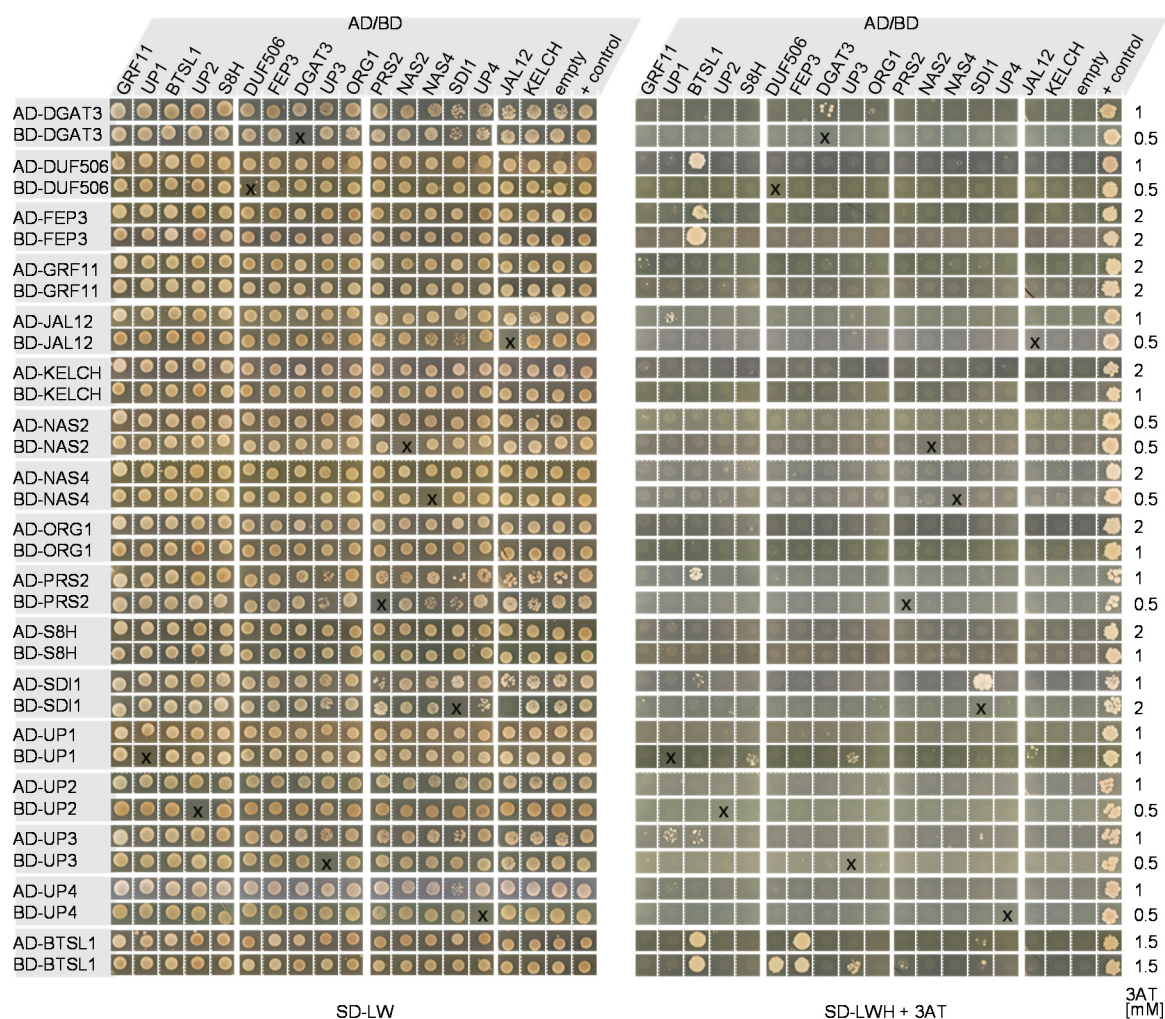 AD/BD
AD/BD
GRF11 UP1 BTSL1 UP2 S8H DUF506 FEP3 DGAT3 UP3 ORG1 PRS2 NAS2 NAS4 SDI1 UP4 JAL12 KELCH empty + control
GRF11 UP1 BTSL1 UP2 S8H DUF506 FEP3 DGAT3 UP3 ORG1 PRS2 NAS2 NAS4 SDI1 UP4 JAL12 KELCH empty + control
AD-DGAT3 1
BD-DGAT3 X X 0.5
AD-DUF506 1
BD-DUF506 X X 0.5
AD-FEP3 2
BD-FEP3 2
AD-GRF11 2
BD-GRF11 2
AD-JAL12 1
BD-JAL12 X X 0.5
AD-KELCH 2
BD-KELCH 1
AD-NAS2 0.5
BD-NAS2 X X 0.5
AD-NAS4 2
BD-NAS4 X X 0.5
AD-ORG1 2
BD-ORG1 1
AD-PRS2 1
BD-PRS2 X X 0.5
AD-S8H 2
BD-S8H 1
AD-SDI1 1
BD-SDI1 X X 2
AD-UP1 1
BD-UP1 X X 1
AD-UP2 1
BD-UP2 X X 0.5
AD-UP3 1
BD-UP3 X X 0.5
AD-UP4 1
BD-UP4 X X 0.5
AD-BTSL1 1.5
BD-BTSL1 1.5
SD-LW
SD-LWH + 3AT
3AT
[mM]